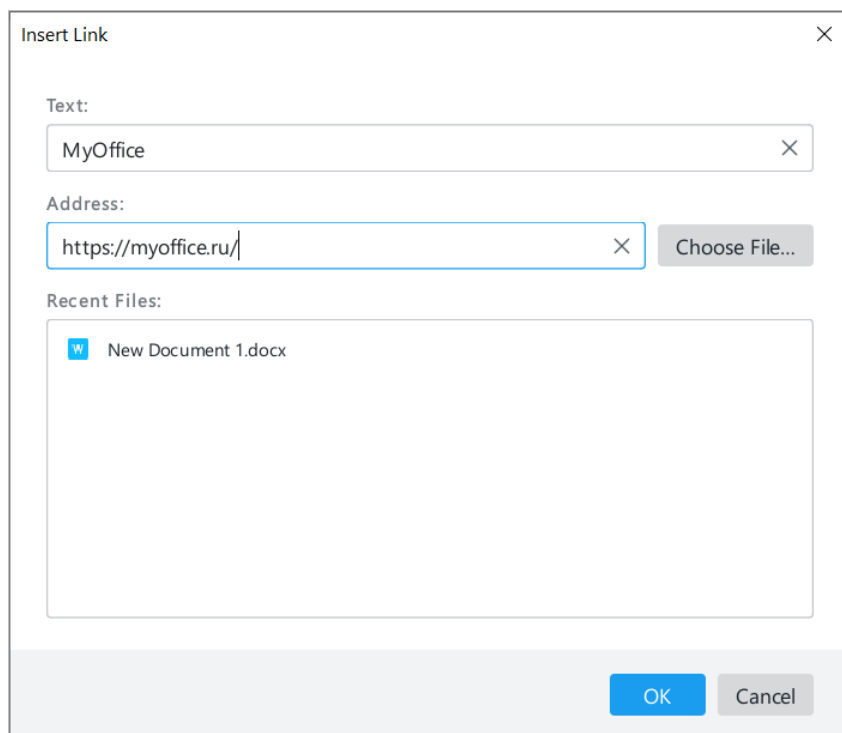 Insert Link
Text:
MyOffice
Address:
https://myoffice.ru/
Choose File...
Recent Files:
W
New Document 1.docx
OK
Cancel